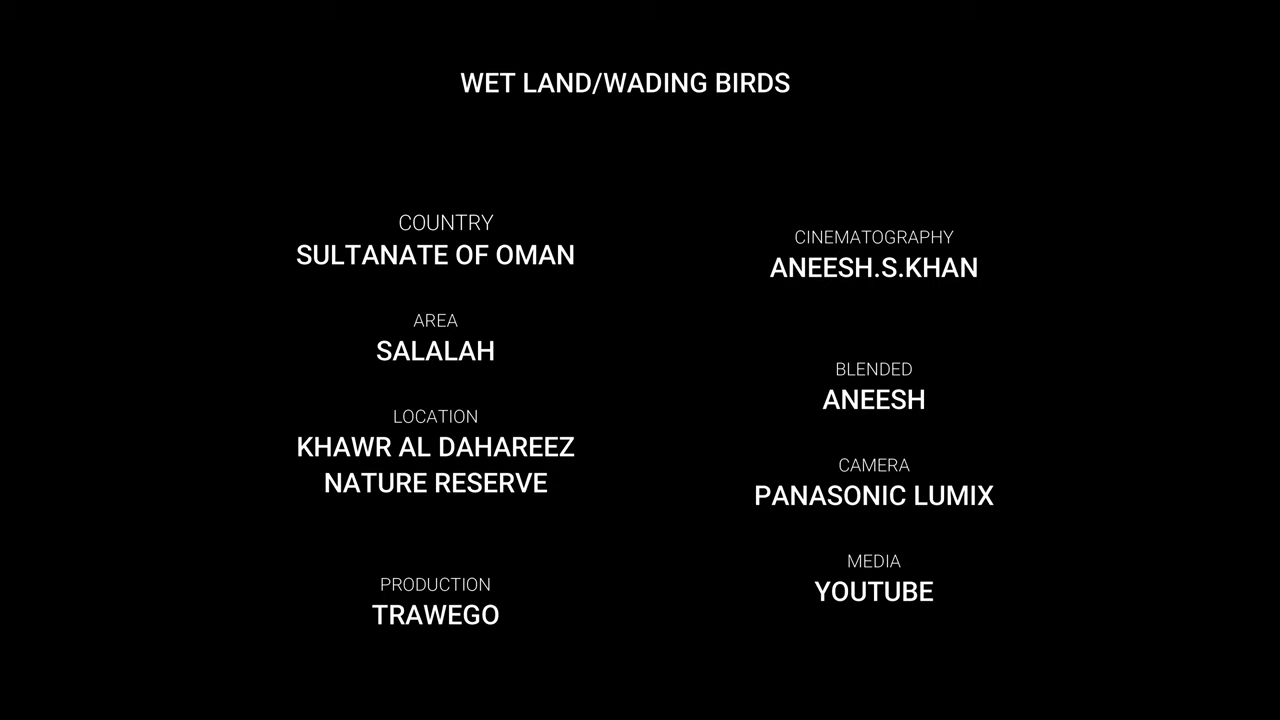 WET LAND/WADING BIRDS
COUNTRY
SULTANATE OF OMAN
AREA
SALALAH
LOCATION
KHAWR AL DAHAREEZ
NATURE RESERVE
PRODUCTION
TRAWEGO
CINEMATOGRAPHY
ANEESH.S.KHAN
BLENDED
ANEESH
CAMERA
PANASONIC LUMIX
MEDIA
YOUTUBE